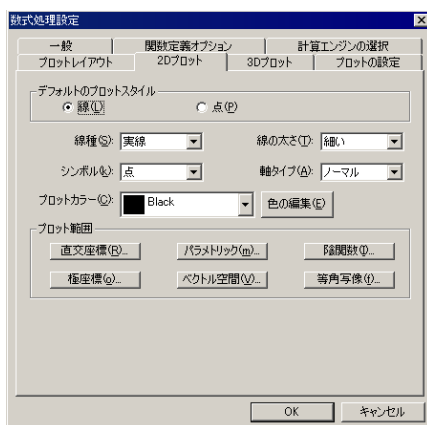 数式処理設定
一般 関数定義オプション 計算エンジンの選択
プロットレイアウト 2Dプロット 3Dプロット プロットの設定
デフォルトのプロットスタイル
線(L) 点(P)
線種(S): 実線 線の太さ(T): 細い
シンボル(k): 点 軸タイプ(A): ノーマル
プロットカラー(C): Black 色の編集(E)
プロット範囲
直交座標(R)... パラメトリック(m)... 陰関数(I)...
極座標(o)... ベクトル空間(V)... 等角写像(f)...
OK キャンセル